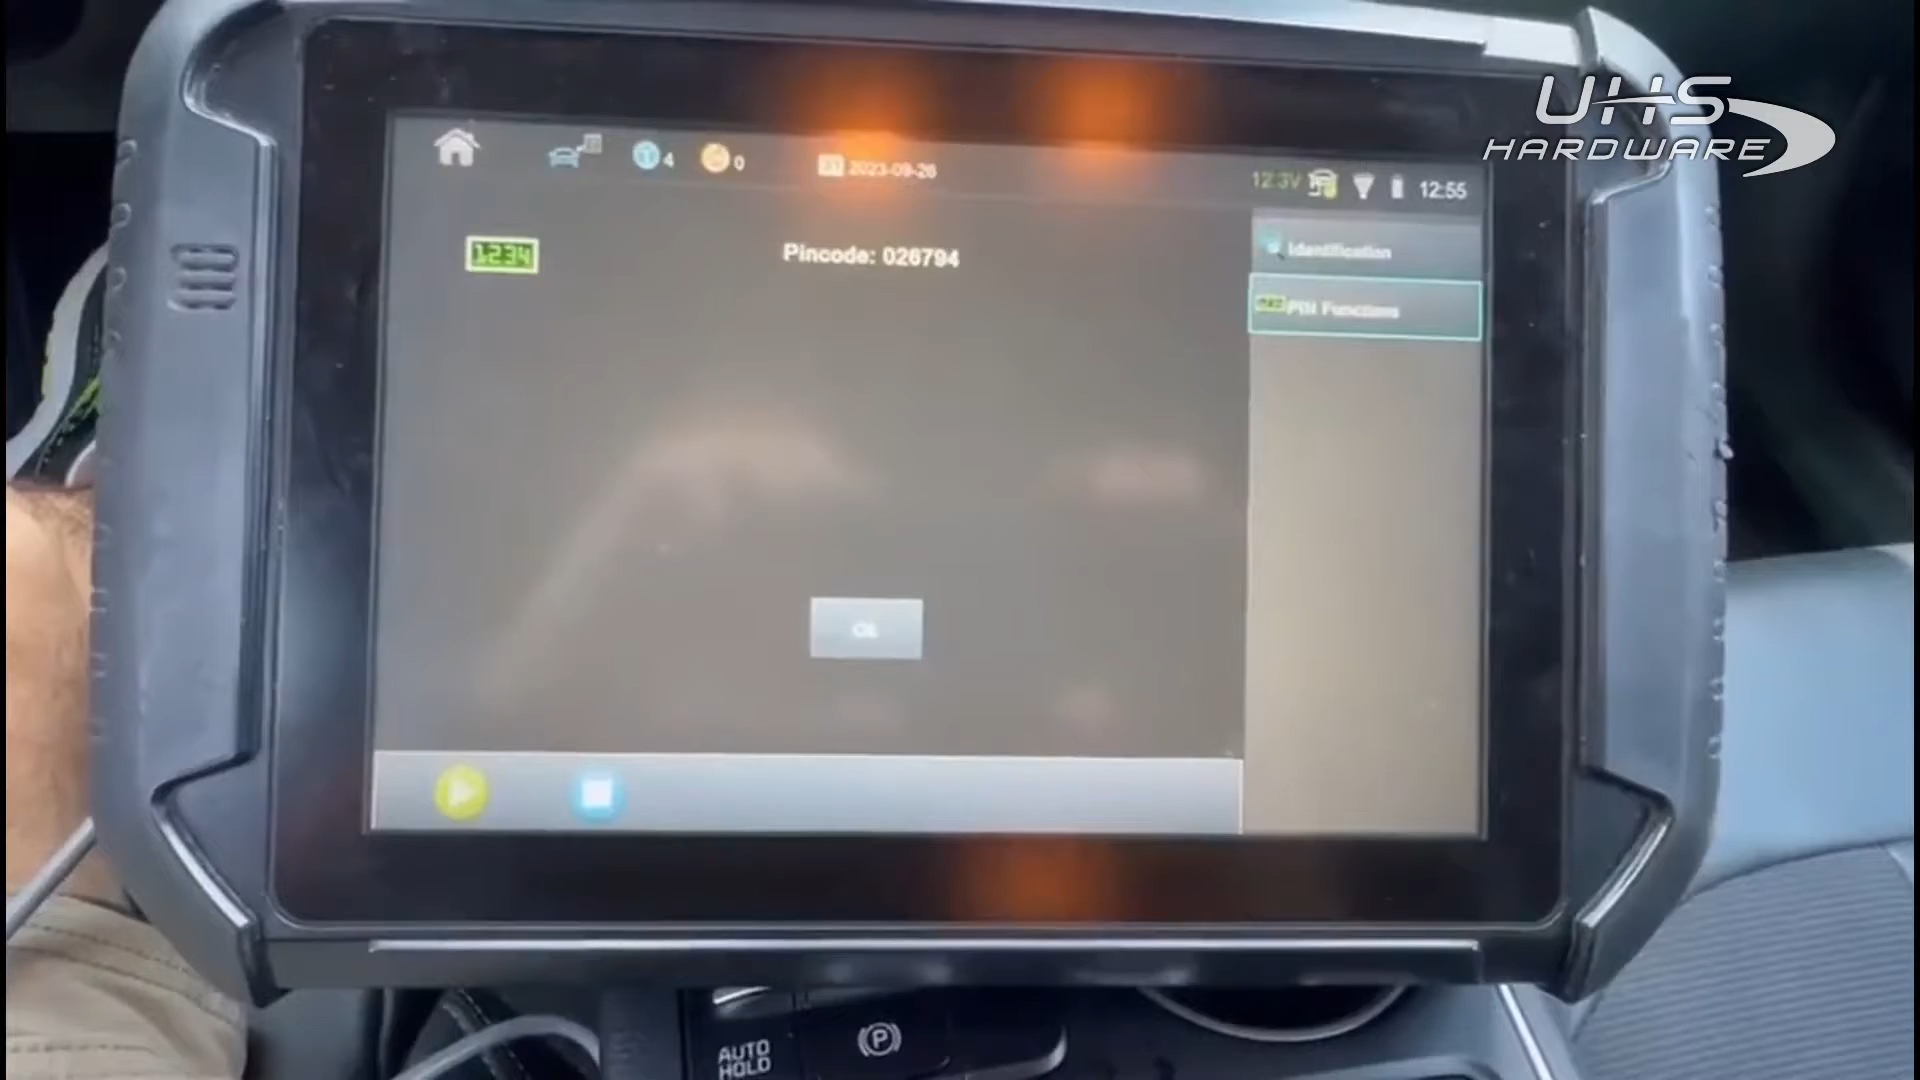 UHS
HARDWARE
4
0
2023-09-26
12.3V
12:55
1234
Pincode: 026794
Identification
PIN Functions
Ok
AUTO
HOLD
P